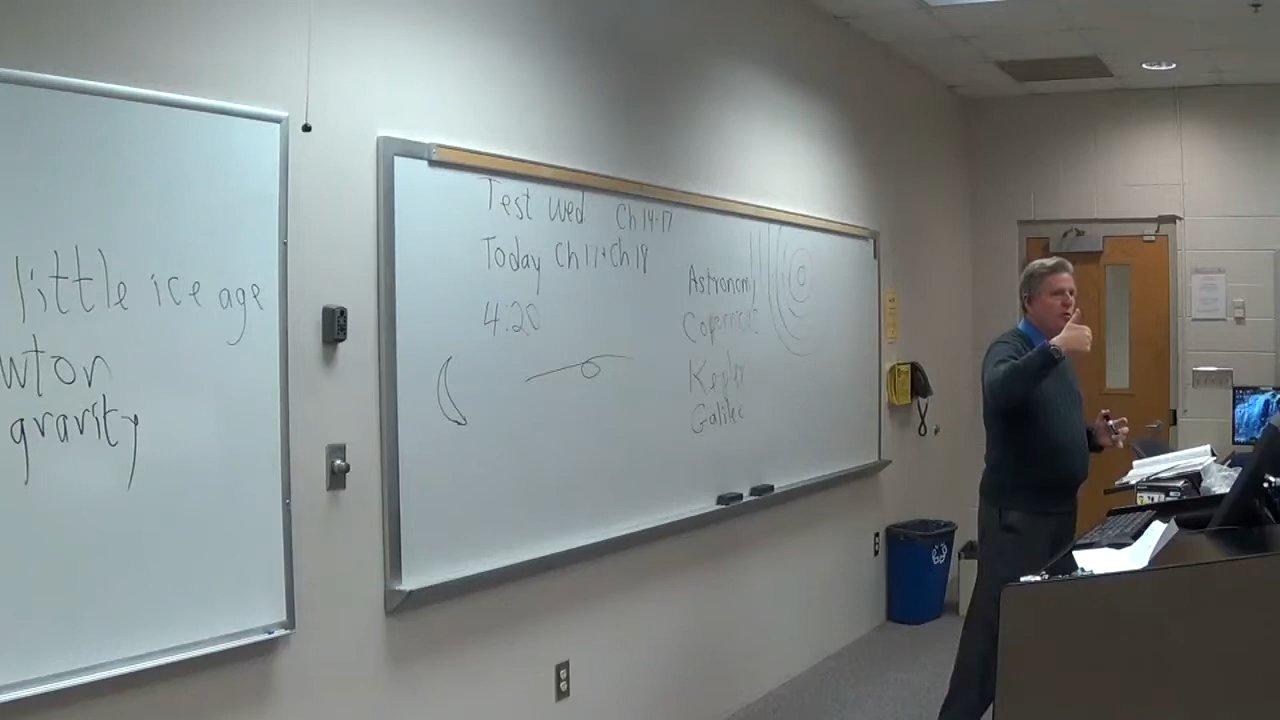 little ice age
wton
gravity
Test Wed Ch 14-17
Today Ch 17+Ch 18
4:20
Astronomy
Copernicus
Kepler
Galileo